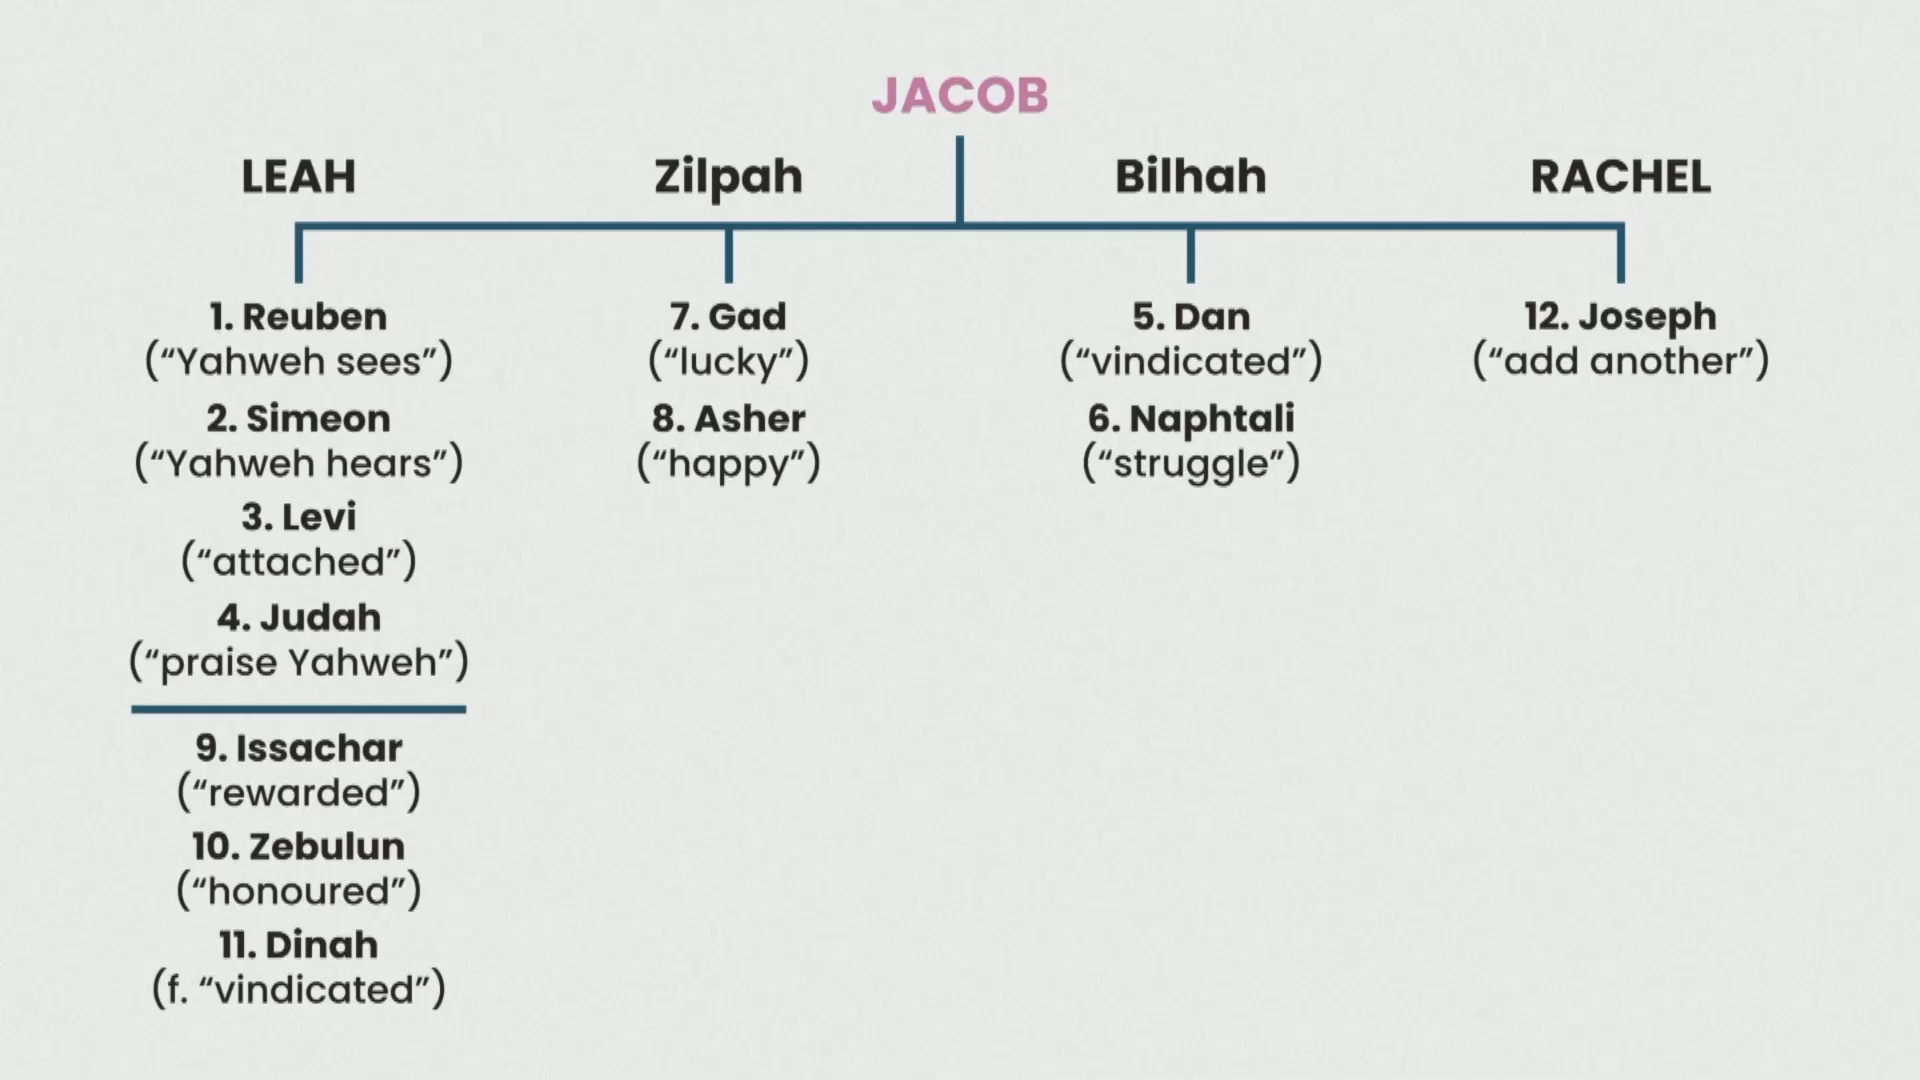 JACOB
LEAH
Zilpah
Bilhah
RACHEL
1. Reuben
(“Yahweh sees”)
2. Simeon
(“Yahweh hears”)
3. Levi
(“attached”)
4. Judah
(“praise Yahweh”)
9. Issachar
(“rewarded”)
10. Zebulun
(“honoured”)
11. Dinah
(f. “vindicated”)
7. Gad
(“lucky”)
8. Asher
(“happy”)
5. Dan
(“vindicated”)
6. Naphtali
(“struggle”)
12. Joseph
(“add another”)